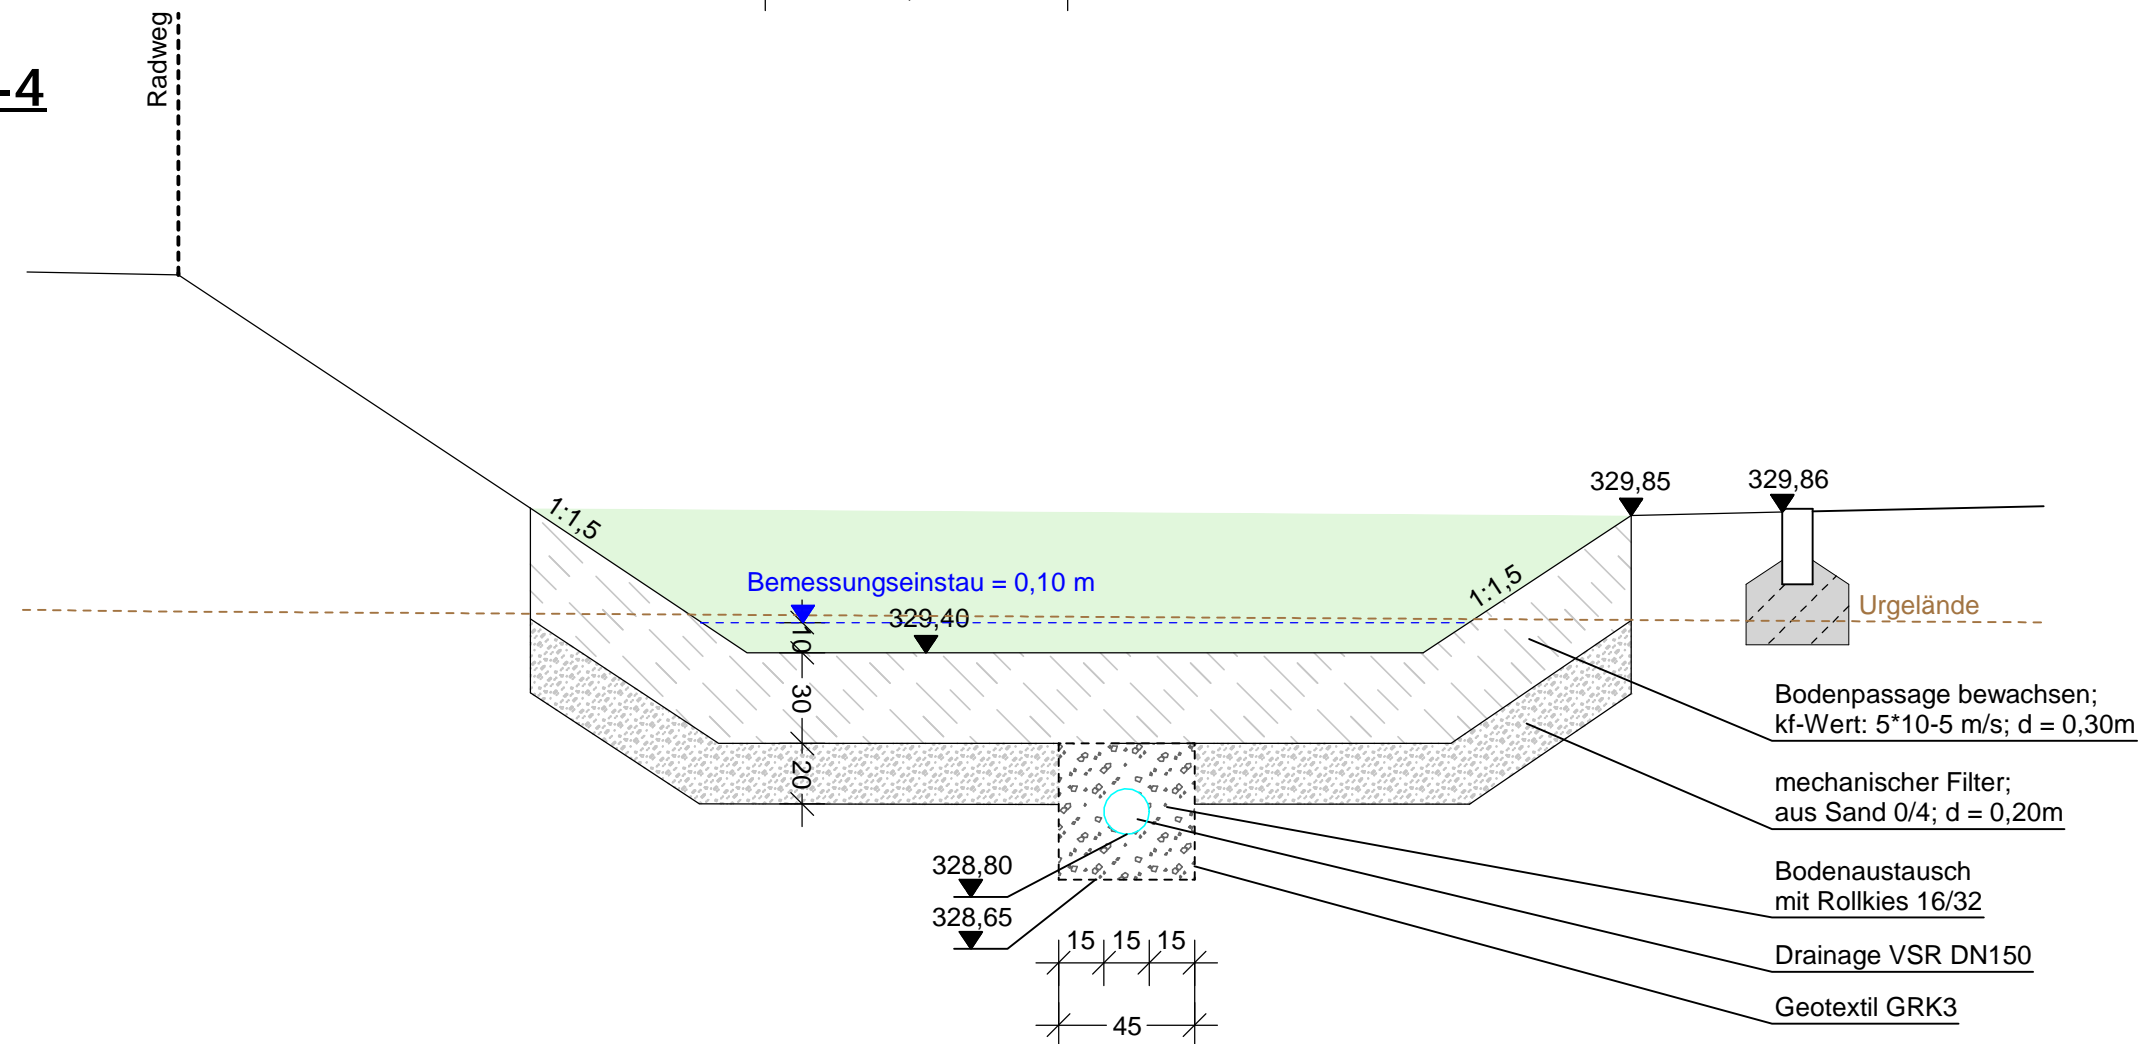 Radweg
-4
329,85
329,86
1:1,5
Bemessungseinstau = 0,10 m
1:1,5
329,40
Urgelände
10
30
20
Bodenpassage bewachsen;
kf-Wert: 5*10-5 m/s; d = 0,30m
mechanischer Filter;
aus Sand 0/4; d = 0,20m
328,80
Bodenaustausch
mit Rollkies 16/32
328,65
15 15 15
Drainage VSR DN150
Geotextil GRK3
45